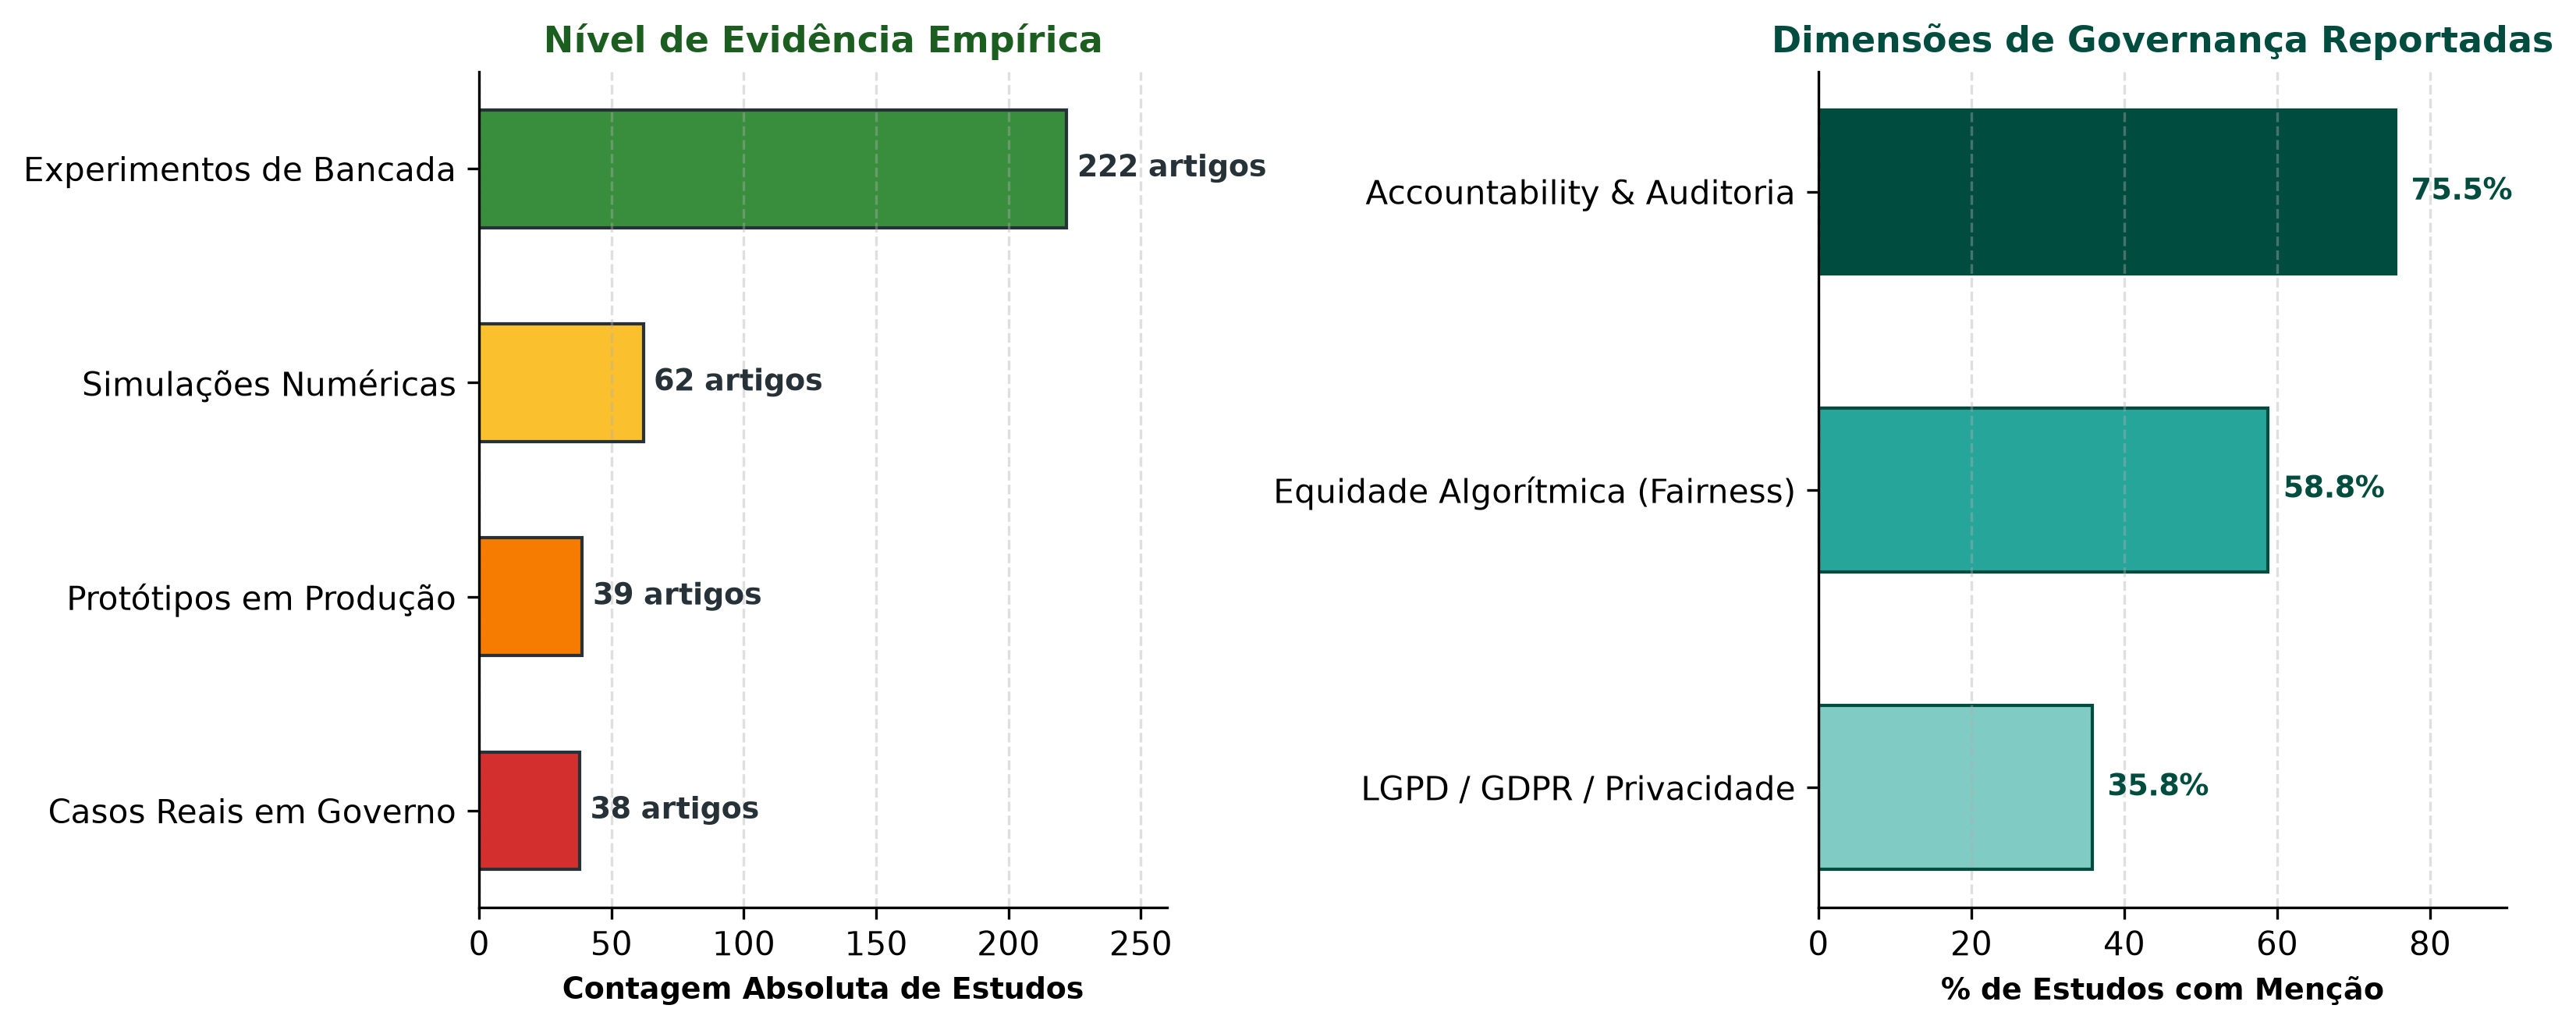 Nível de Evidência Empírica
Experimentos de Bancada
222 artigos
Simulações Numéricas
62 artigos
Protótipos em Produção
39 artigos
Casos Reais em Governo
38 artigos
0 50 100 150 200 250
Contagem Absoluta de Estudos
Dimensões de Governança Reportadas
Accountability & Auditoria
75.5%
Equidade Algorítmica (Fairness)
58.8%
LGPD / GDPR / Privacidade
35.8%
0 20 40 60 80
% de Estudos com Menção